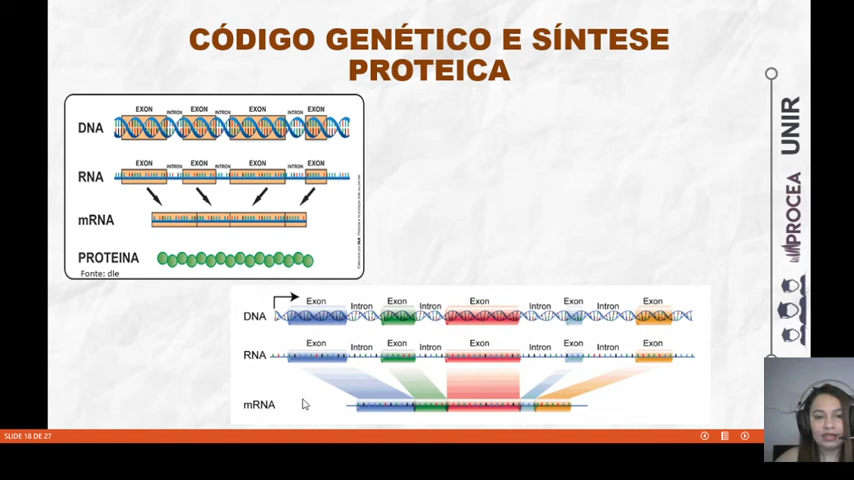 CÓDIGO GENÉTICO E SÍNTESE
PROTEICA
EXON INTRON EXON INTRON EXON INTRON EXON
DNA
EXON INTRON EXON INTRON EXON INTRON EXON
RNA
mRNA
PROTEINA
Fonte: dle
Exon Intron Exon Intron Exon Intron Exon Intron Exon
DNA
Exon Intron Exon Intron Exon Intron Exon Intron Exon
RNA
mRNA
UNIR
PROCEA
SLIDE 18 DE 27